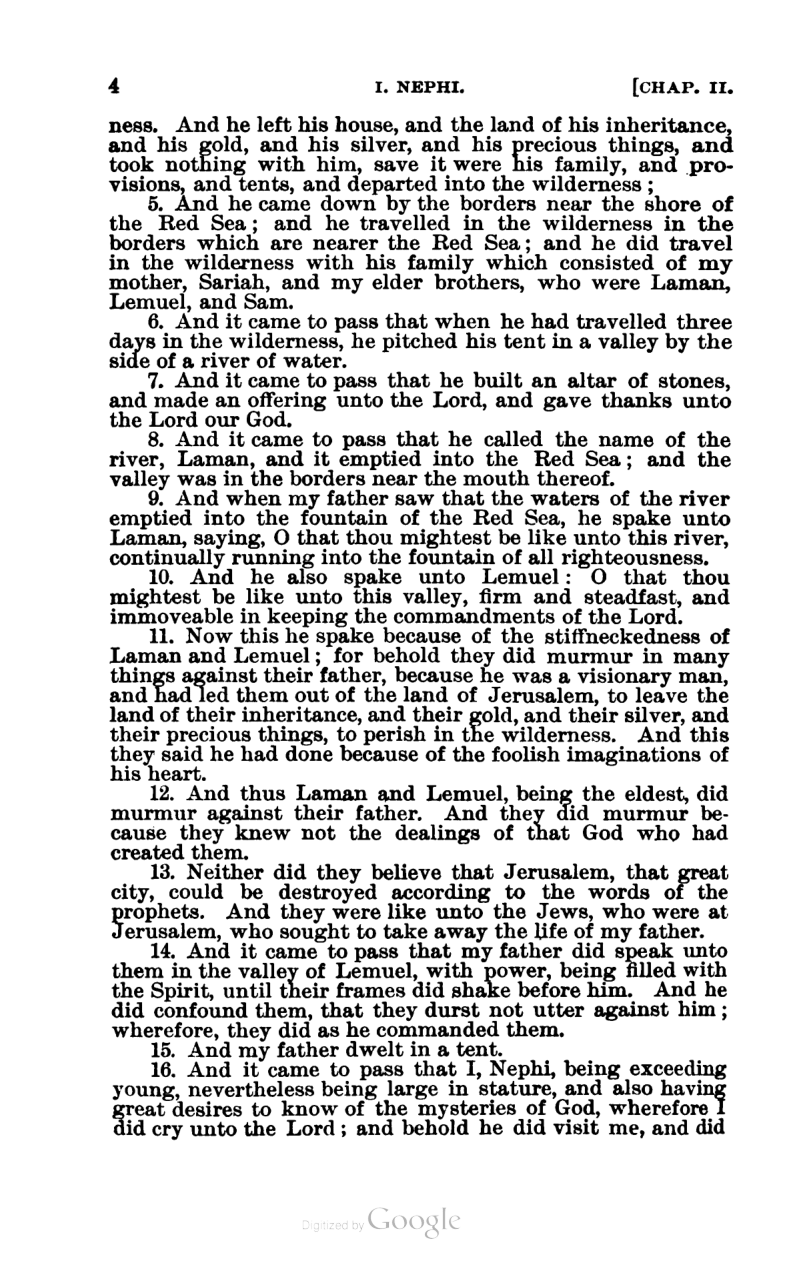 4 I. NEPHI. [CHAP. II.
ness. And he left his house, and the land of his inheritance,
and his gold, and his silver, and his precious things, and
took nothing with him, save it were his family, and pro-
visions, and tents, and departed into the wilderness;
5. And he came down by the borders near the shore of
the Red Sea; and he travelled in the wilderness in the
borders which are nearer the Red Sea; and he did travel
in the wilderness with his family which consisted of my
mother, Sariah, and my elder brothers, who were Laman,
Lemuel, and Sam.
6. And it came to pass that when he had travelled three
days in the wilderness, he pitched his tent in a valley by the
side of a river of water.
7. And it came to pass that he built an altar of stones,
and made an offering unto the Lord, and gave thanks unto
the Lord our God.
8. And it came to pass that he called the name of the
river, Laman, and it emptied into the Red Sea; and the
valley was in the borders near the mouth thereof.
9. And when my father saw that the waters of the river
emptied into the fountain of the Red Sea, he spake unto
Laman, saying, O that thou mightest be like unto this river,
continually running into the fountain of all righteousness.
10. And he also spake unto Lemuel: O that thou
mightest be like unto this valley, firm and steadfast, and
immoveable in keeping the commandments of the Lord.
11. Now this he spake because of the stiffneckedness of
Laman and Lemuel; for behold they did murmur in many
things against their father, because he was a visionary man,
and had led them out of the land of Jerusalem, to leave the
land of their inheritance, and their gold, and their silver, and
their precious things, to perish in the wilderness. And this
they said he had done because of the foolish imaginations of
his heart.
12. And thus Laman and Lemuel, being the eldest, did
murmur against their father. And they did murmur be-
cause they knew not the dealings of that God who had
created them.
13. Neither did they believe that Jerusalem, that great
city, could be destroyed according to the words of the
prophets. And they were like unto the Jews, who were at
Jerusalem, who sought to take away the life of my father.
14. And it came to pass that my father did speak unto
them in the valley of Lemuel, with power, being filled with
the Spirit, until their frames did shake before him. And he
did confound them, that they durst not utter against him;
wherefore, they did as he commanded them.
15. And my father dwelt in a tent.
16. And it came to pass that I, Nephi, being exceeding
young, nevertheless being large in stature, and also having
great desires to know of the mysteries of God, wherefore I
did cry unto the Lord; and behold he did visit me, and did
Digitized by Google